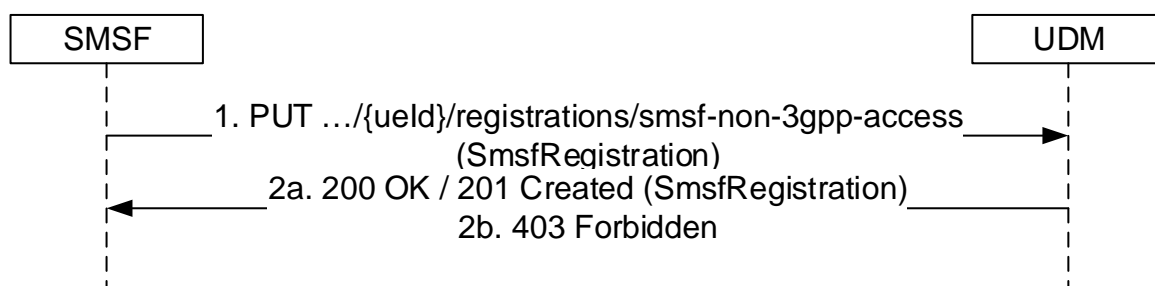 SMSF
UDM
1. PUT …/{ueId}/registrations/smsf-non-3gpp-access
(SmsfRegistration)
2a. 200 OK / 201 Created (SmsfRegistration)
2b. 403 Forbidden